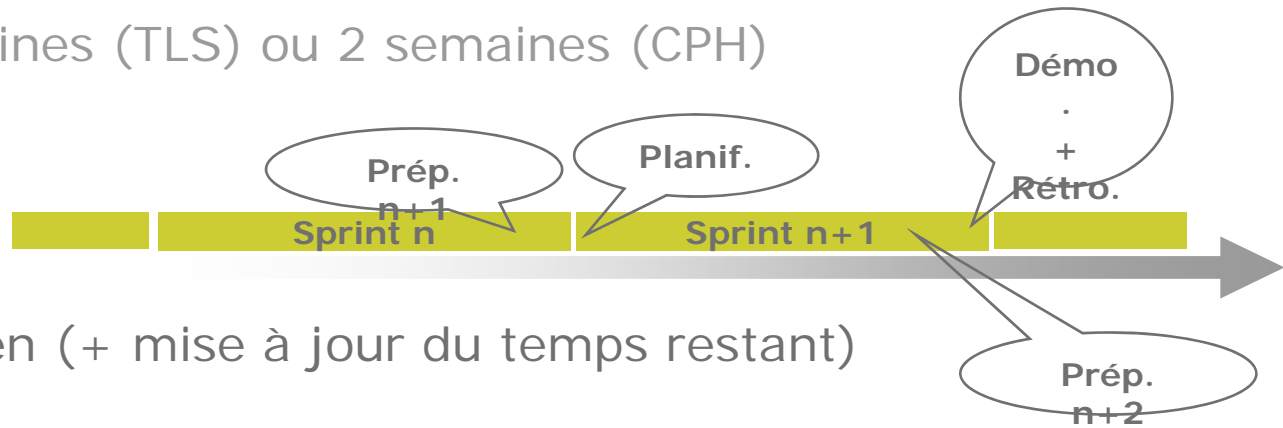 ines (TLS) ou 2 semaines (CPH)
Démo
.
+
Rétro.
Planif.
Prép.
n+1
Sprint n
Sprint n+1
en (+ mise à jour du temps restant)
Prép.
n+2